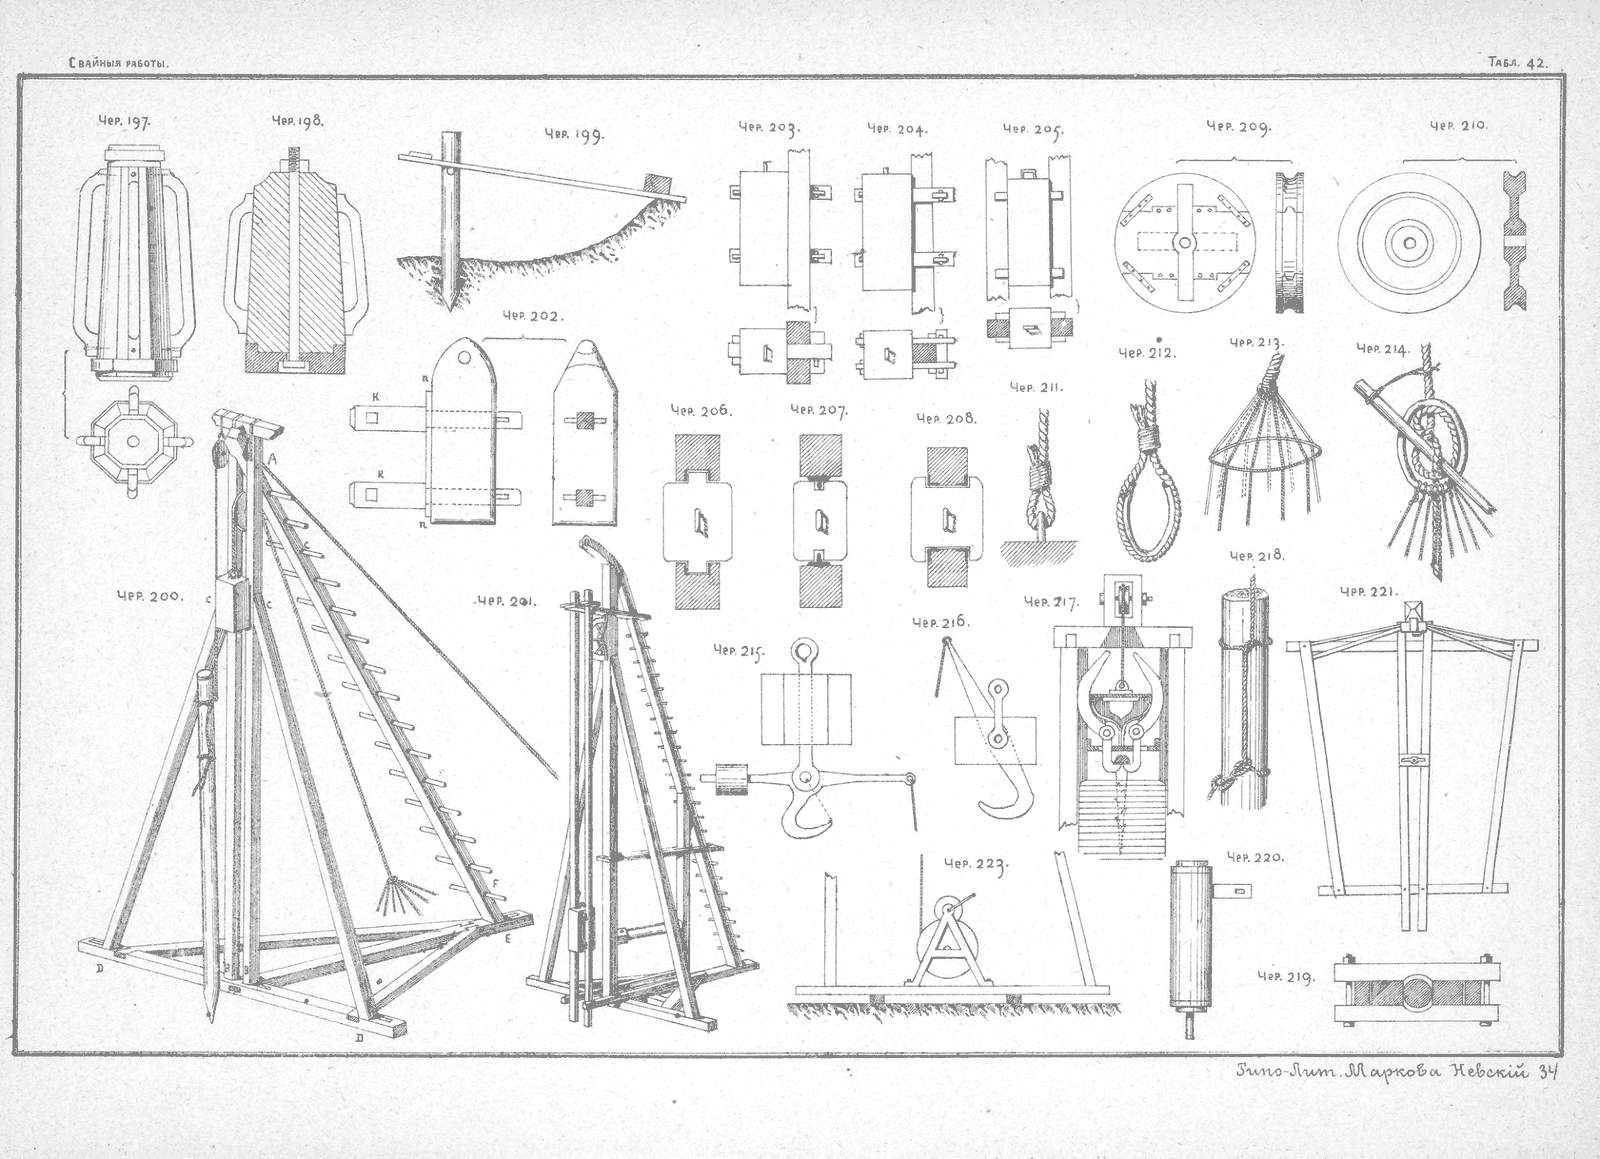 Свайныя работы.
Табл. 42.
Чер. 197.
Чер. 198.
Чер. 199.
Чер. 203.
Чер. 204.
Чер. 205.
Чер. 209.
Чер. 210.
Чер. 202.
п
К
К
п
Чер. 206.
Чер. 207.
Чер. 208.
Чер. 211.
Чер. 212.
Чер. 213.
Чер. 214.
Чер. 200.
A
C
C
F
E
D
D
Чер. 201.
Чер. 215.
Чер. 216.
Чер. 217.
Чер. 218.
Чер. 221.
Чер. 223.
Чер. 220.
Чер. 219.
Типо-Лит. Маркова Невскій 34